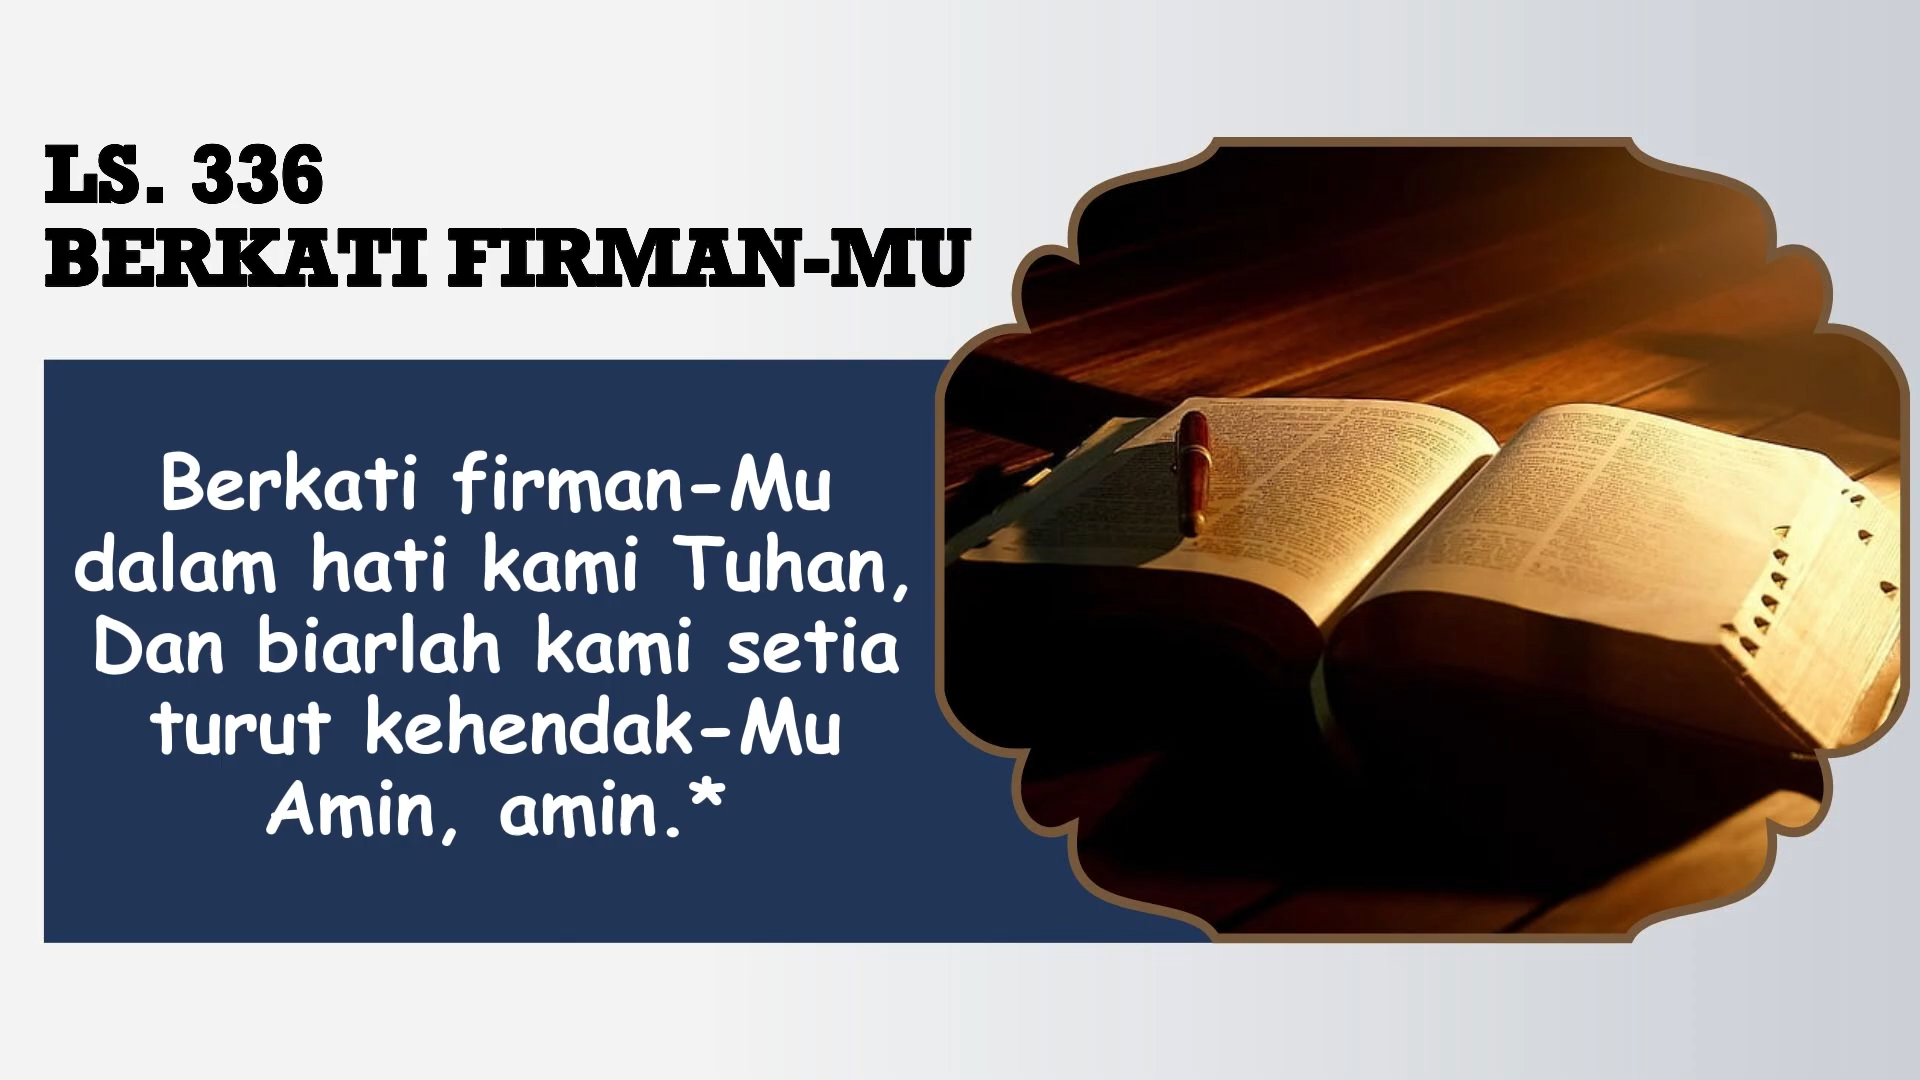 LS. 336
BERKATI FIRMAN-MU
Berkati firman-Mu
dalam hati kami Tuhan,
Dan biarlah kami setia
turut kehendak-Mu
Amin, amin.*